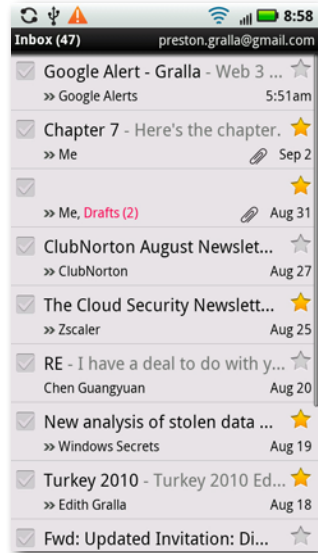 8:58
Inbox (47) preston.gralla@gmail.com
Google Alert - Gralla - Web 3 ...
» Google Alerts 5:51am
Chapter 7 - Here's the chapter.
» Me Sep 2
» Me, Drafts (2) Aug 31
ClubNorton August Newslet...
» ClubNorton Aug 27
The Cloud Security Newslett...
» Zscaler Aug 25
RE - I have a deal to do with y...
Chen Guangyuan Aug 20
New analysis of stolen data ...
» Windows Secrets Aug 19
Turkey 2010 - Turkey 2010 Ed...
» Edith Gralla Aug 18
Fwd: Updated Invitation: Di...